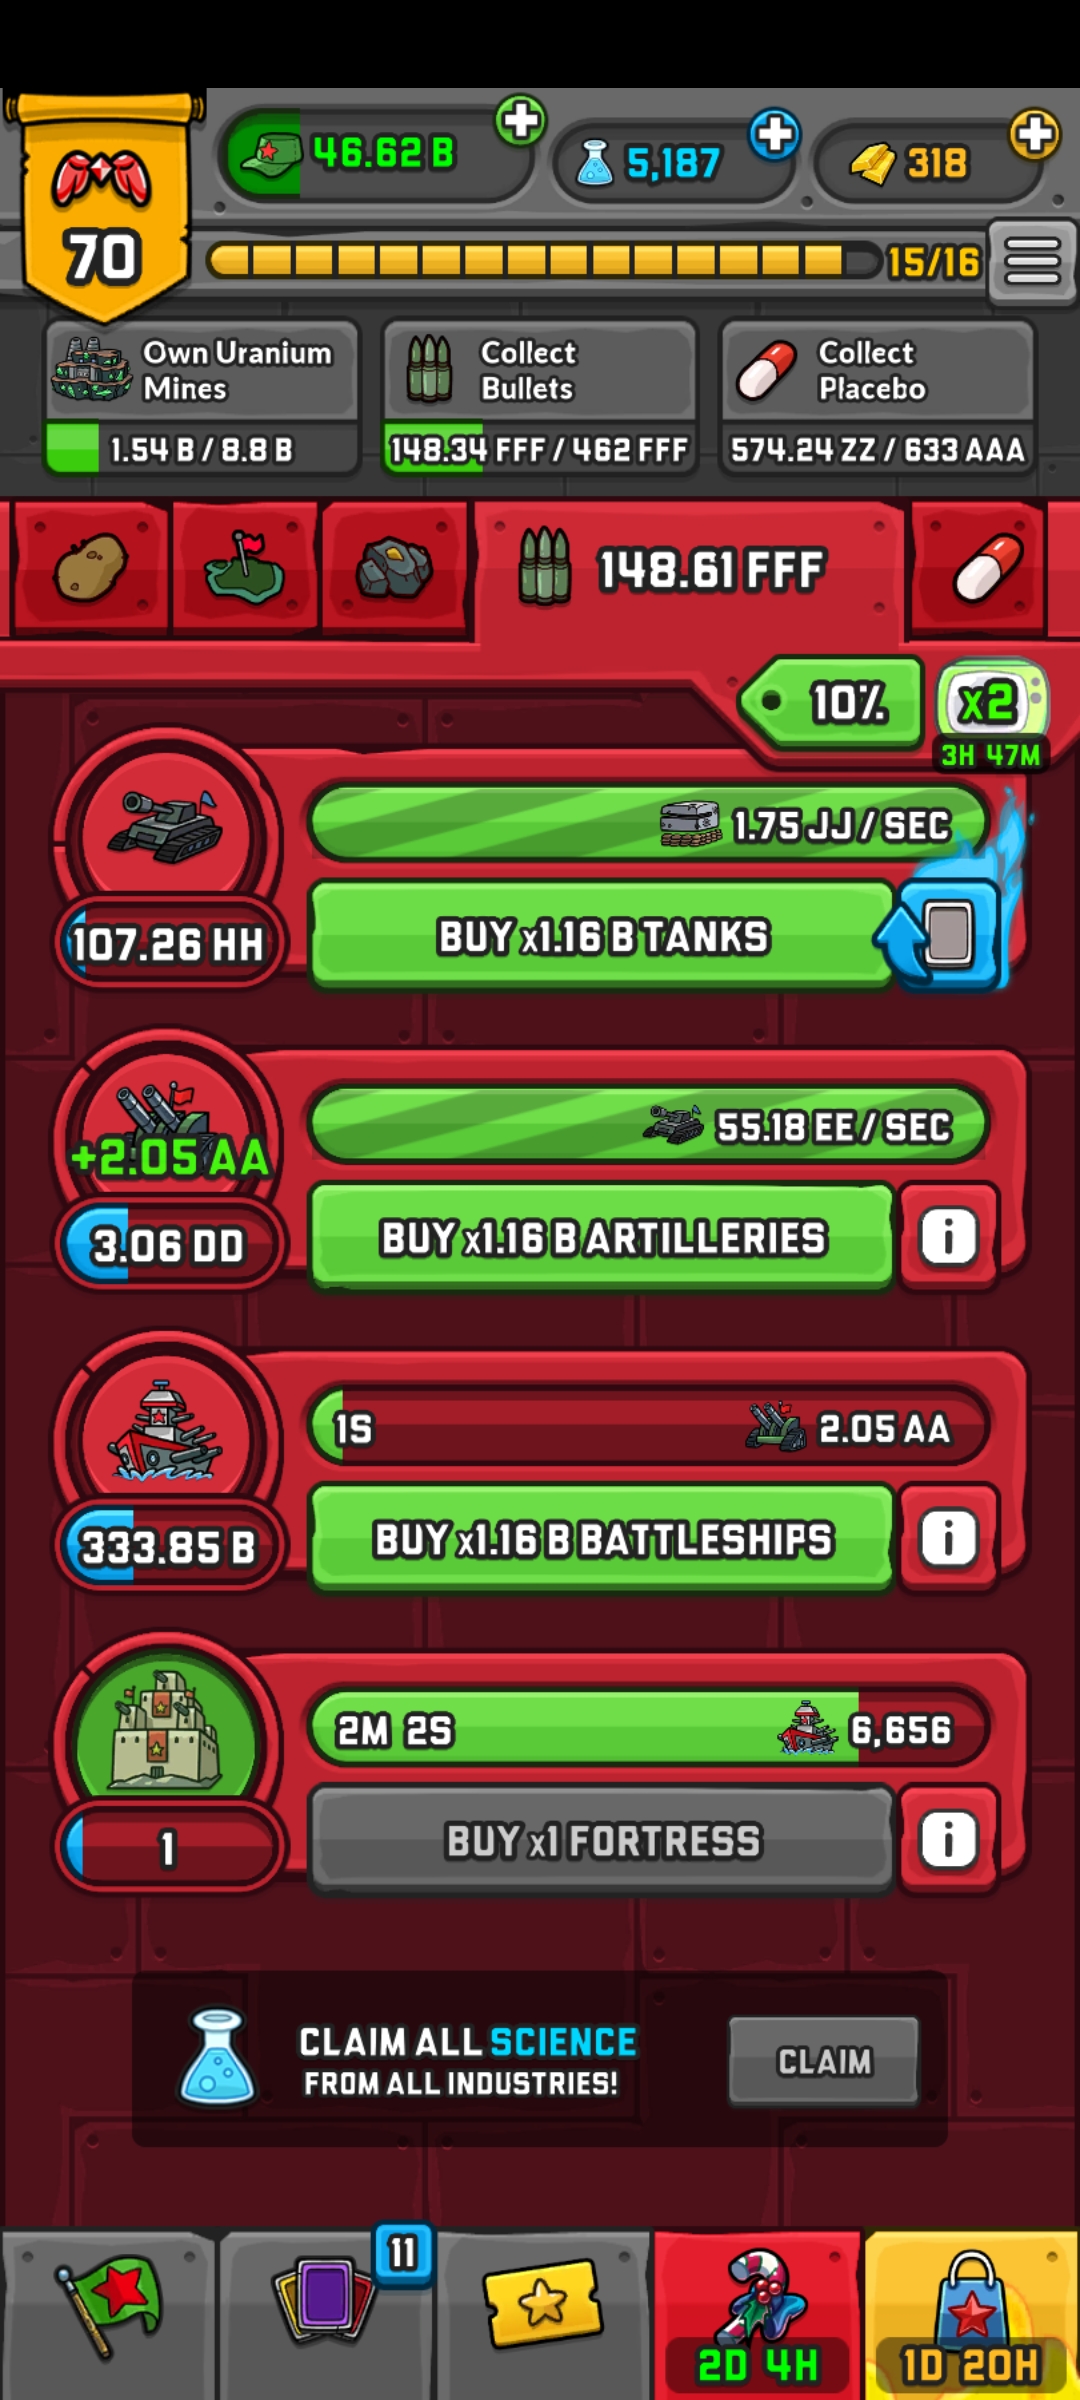 70
46.62 B
5,187
318
15/16
Own Uranium
Mines
1.54 B / 8.8 B
Collect
Bullets
148.34 FFF / 462 FFF
Collect
Placebo
574.24 ZZ / 633 AAA
148.61 FFF
10%
x2
3H 47M
1.75 JJ / SEC
107.26 HH
BUY x1.16 B TANKS
55.18 EE / SEC
+2.05 AA
3.06 DD
BUY x1.16 B ARTILLERIES
i
1S
2.05 AA
333.85 B
BUY x1.16 B BATTLESHIPS
i
2M 2S
6,656
1
BUY x1 FORTRESS
i
CLAIM ALL SCIENCE
FROM ALL INDUSTRIES!
CLAIM
11
2D 4H
1D 20H